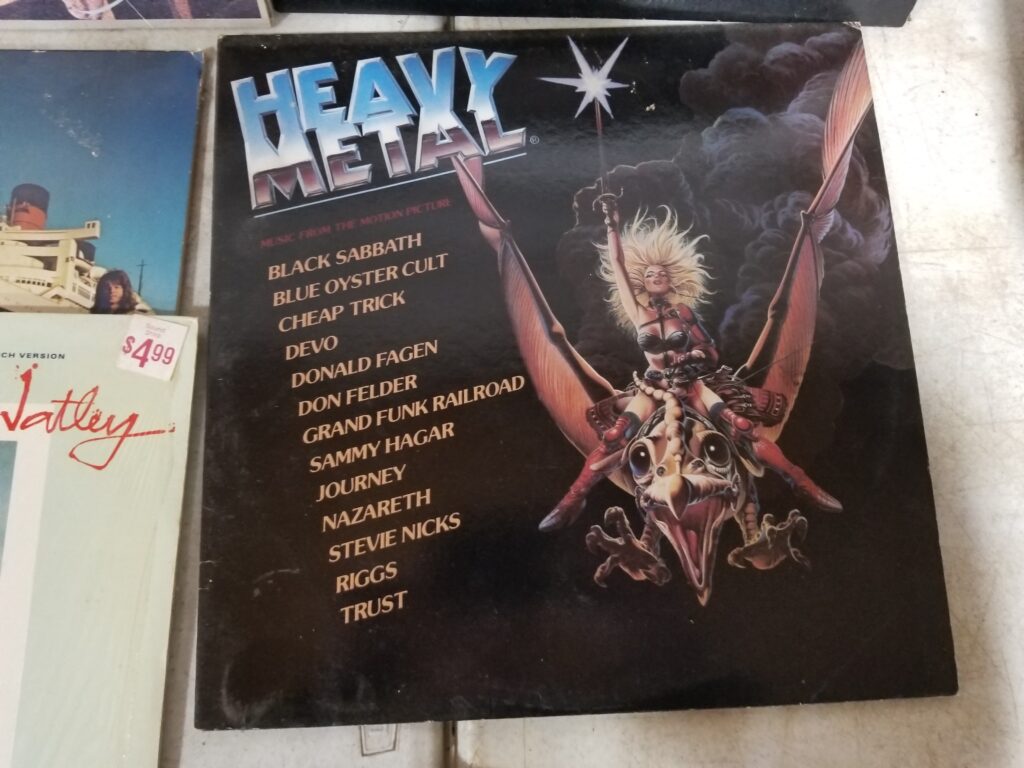 HEAVY
METAL®
MUSIC FROM THE MOTION PICTURE
BLACK SABBATH
BLUE OYSTER CULT
CHEAP TRICK
DEVO
DONALD FAGEN
DON FELDER
GRAND FUNK RAILROAD
SAMMY HAGAR
JOURNEY
NAZARETH
STEVIE NICKS
RIGGS
TRUST
$4.99
CH VERSION